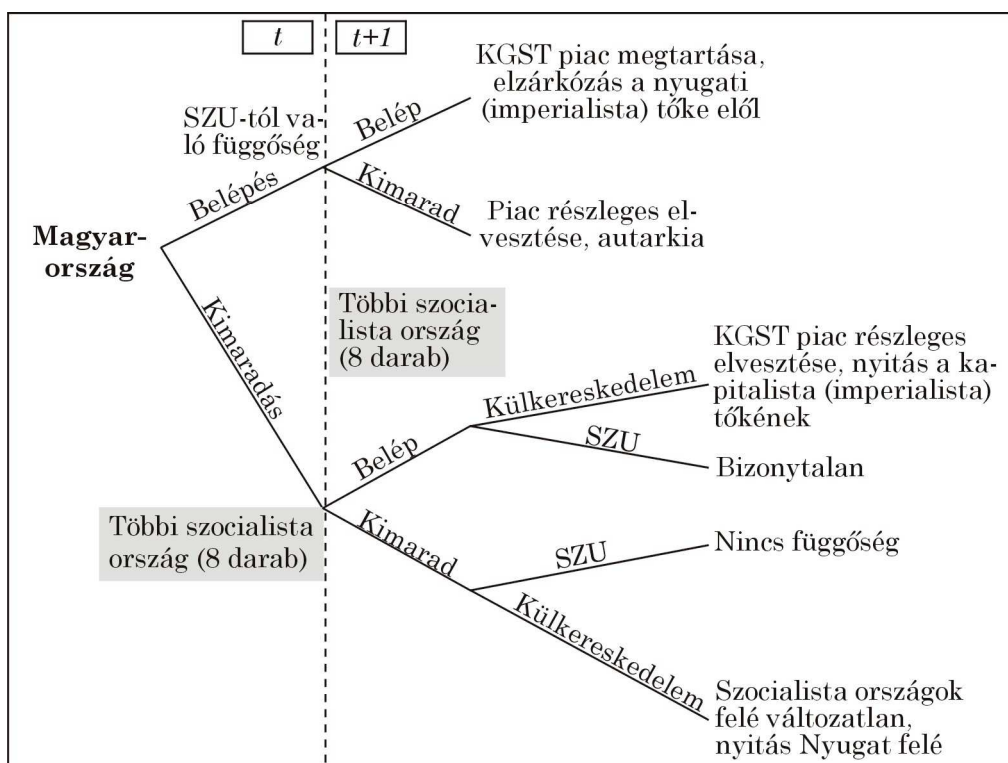 t
t+1
KGST piac megtartása,
elzárkózás a nyugati
(imperialista) tőke elől
SZU-tól va-
ló függőség
Belép
Belépés
Kimarad
Piac részleges el-
vesztése, autarkia
Magyar-
ország
Kimaradás
Többi szocia-
lista ország
(8 darab)
KGST piac részleges
elvesztése, nyitás a ka-
pitalista (imperialista)
tőkének
Külkereskedelem
SZU
Belép
Bizonytalan
Többi szocialista
ország (8 darab)
Kimarad
SZU
Nincs függőség
Külkereskedelem
Szocialista országok
felé változatlan,
nyitás Nyugat felé